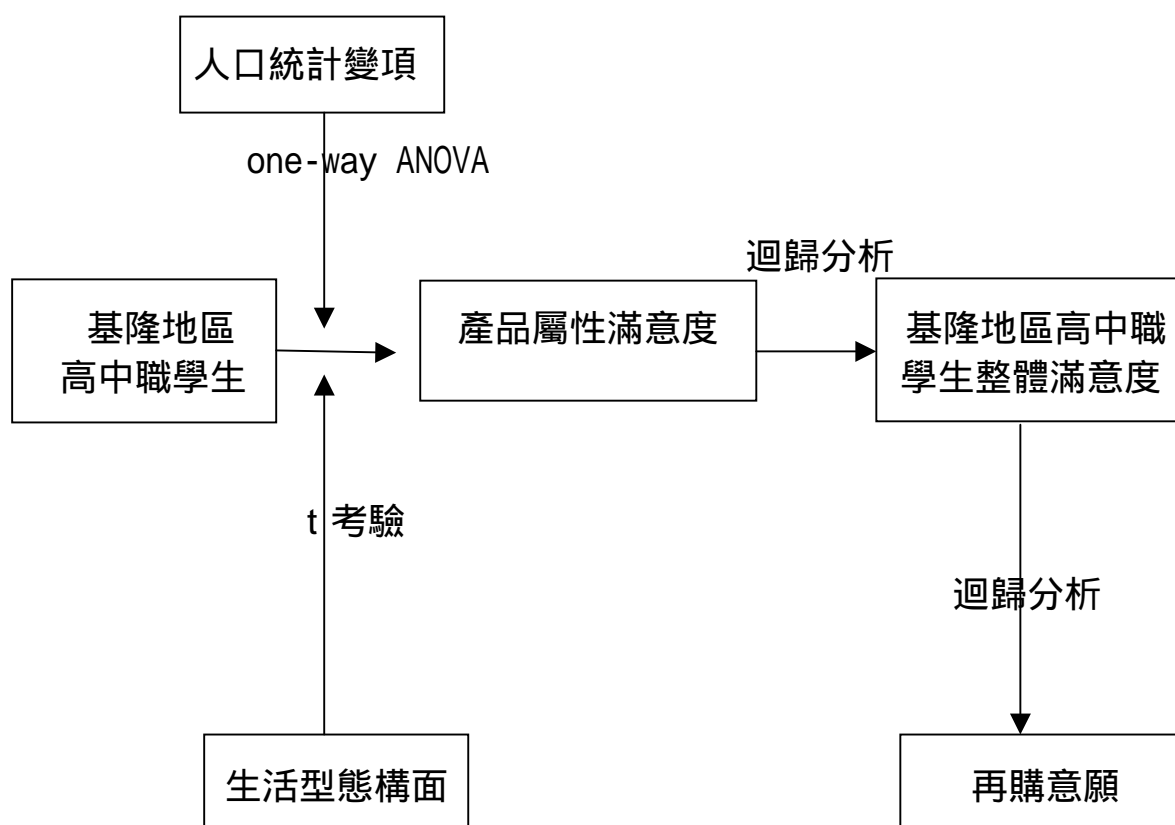 人口統計變項
one-way ANOVA
迴歸分析
基隆地區
高中職學生
產品屬性滿意度
基隆地區高中職
學生整體滿意度
t 考驗
迴歸分析
生活型態構面
再購意願